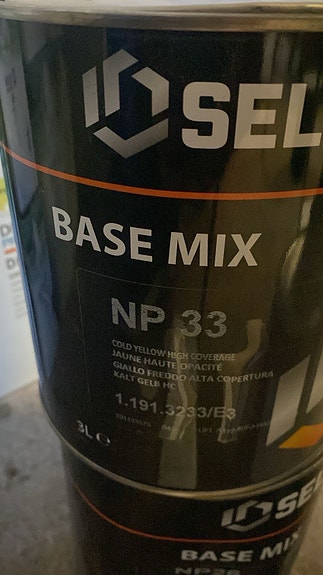 SEL
BASE MIX
NP 33
COLD YELLOW HIGH COVERAGE
JAUNE HAUTE OPACITÉ
GIALLO FREDDO ALTA COPERTURA
KALT GELB HC
1.191.3233/E3
3L ℮
SEL
BASE MIX